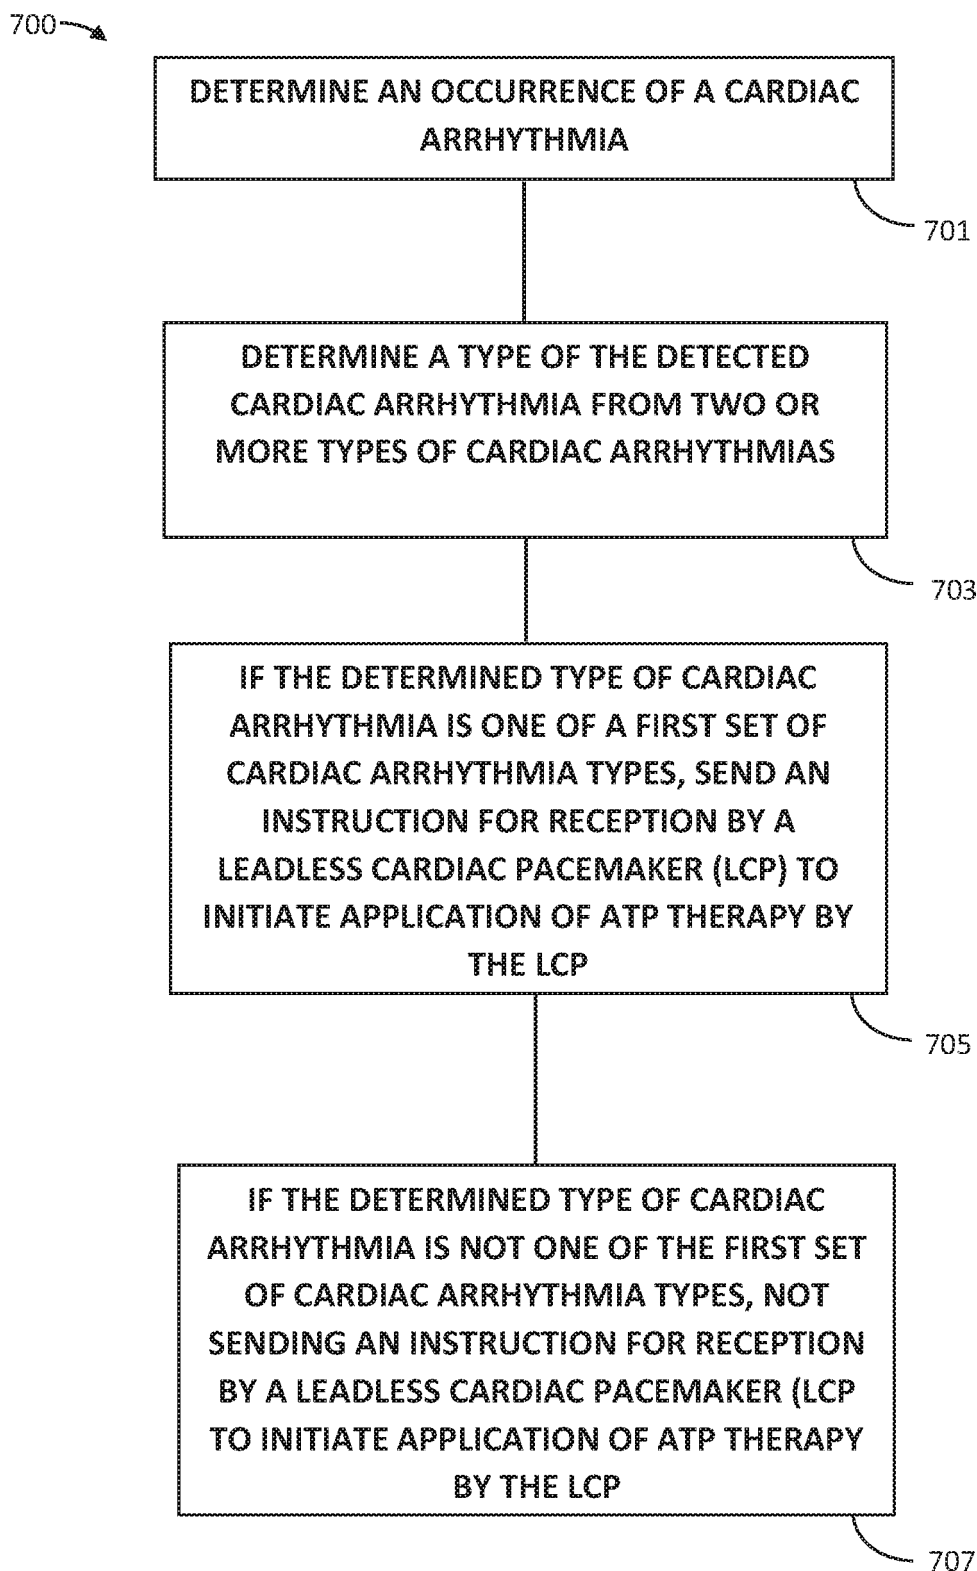 700
DETERMINE AN OCCURRENCE OF A CARDIAC
ARRHYTHMIA
701
DETERMINE A TYPE OF THE DETECTED
CARDIAC ARRHYTHMIA FROM TWO OR
MORE TYPES OF CARDIAC ARRHYTHMIAS
703
IF THE DETERMINED TYPE OF CARDIAC
ARRHYTHMIA IS ONE OF A FIRST SET OF
CARDIAC ARRHYTHMIA TYPES, SEND AN
INSTRUCTION FOR RECEPTION BY A
LEADLESS CARDIAC PACEMAKER (LCP) TO
INITIATE APPLICATION OF ATP THERAPY BY
THE LCP
705
IF THE DETERMINED TYPE OF CARDIAC
ARRHYTHMIA IS NOT ONE OF THE FIRST SET
OF CARDIAC ARRHYTHMIA TYPES, NOT
SENDING AN INSTRUCTION FOR RECEPTION
BY A LEADLESS CARDIAC PACEMAKER (LCP
TO INITIATE APPLICATION OF ATP THERAPY
BY THE LCP
707